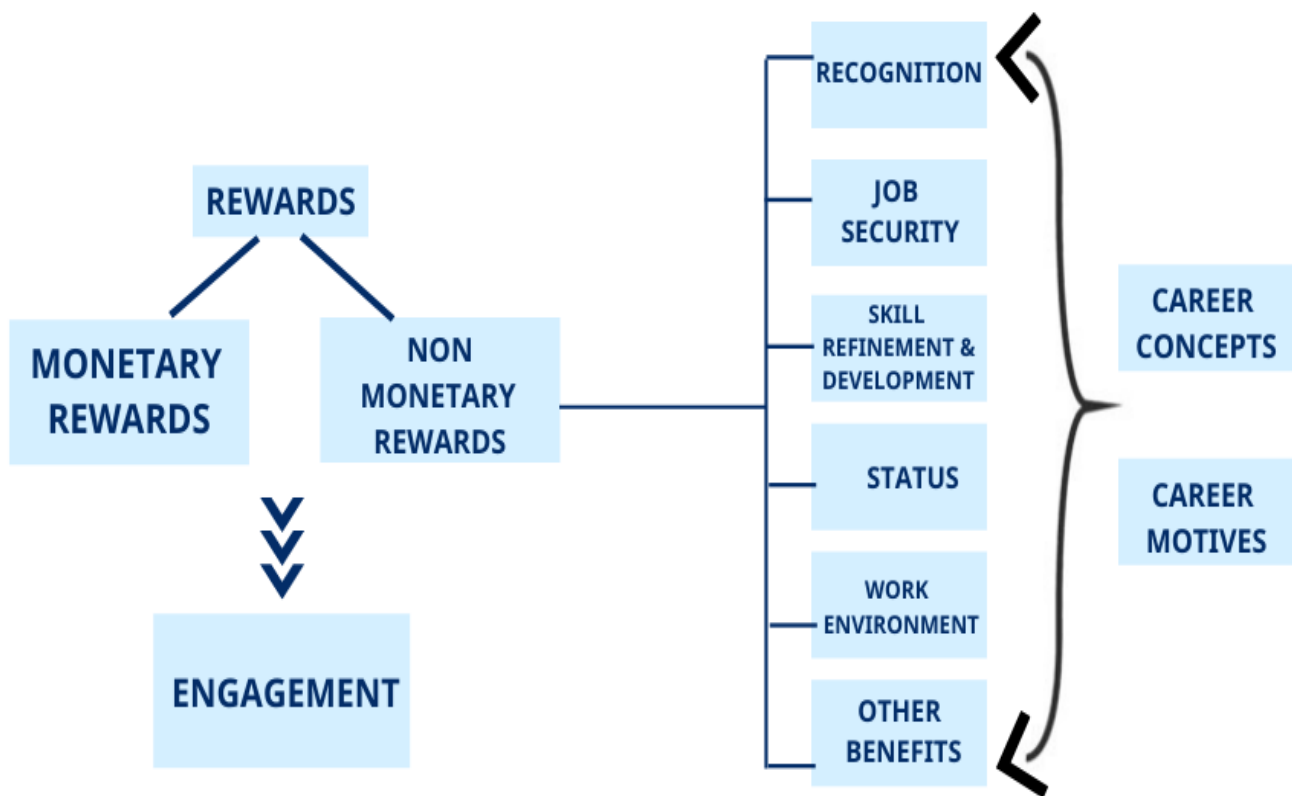 REWARDS
MONETARY
REWARDS
NON
MONETARY
REWARDS
ENGAGEMENT
RECOGNITION
JOB
SECURITY
SKILL
REFINEMENT &
DEVELOPMENT
STATUS
WORK
ENVIRONMENT
OTHER
BENEFITS
CAREER
CONCEPTS
CAREER
MOTIVES